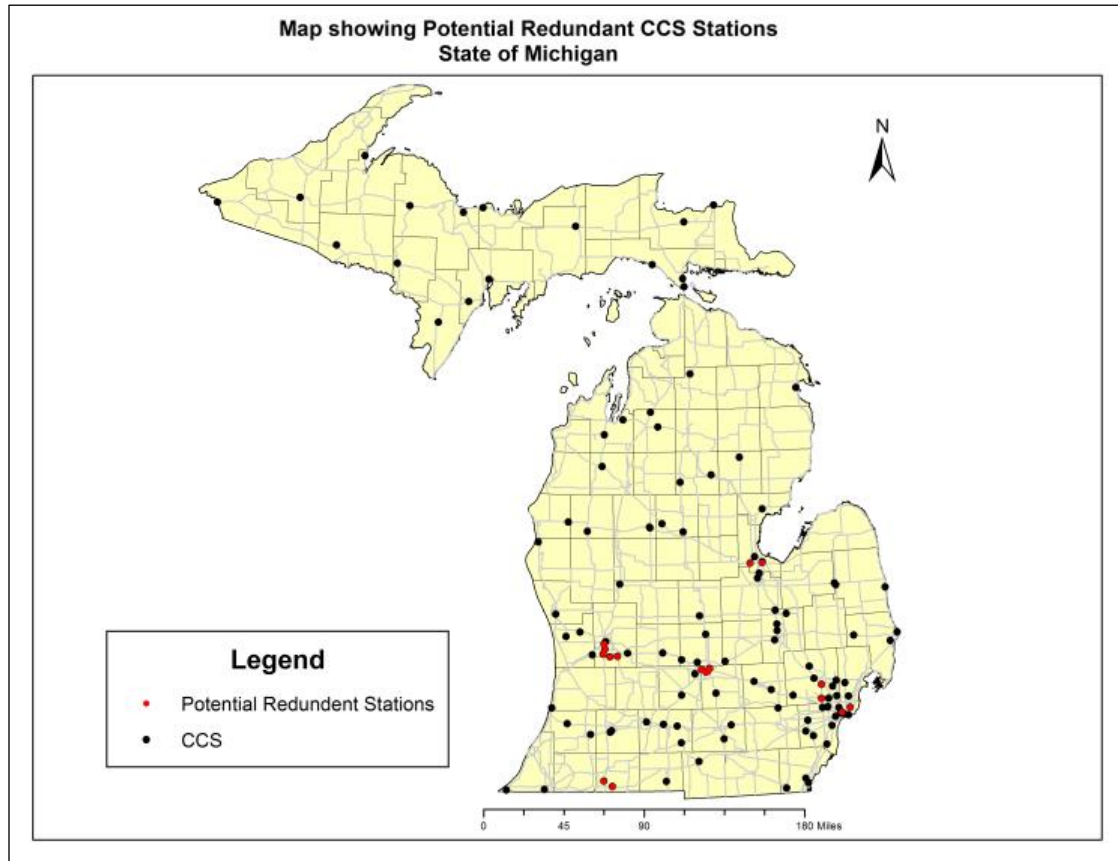 Map showing Potential Redundant CCS Stations
State of Michigan
N
Legend
Potential Redundent Stations
CCS
0 45 90 180 Miles